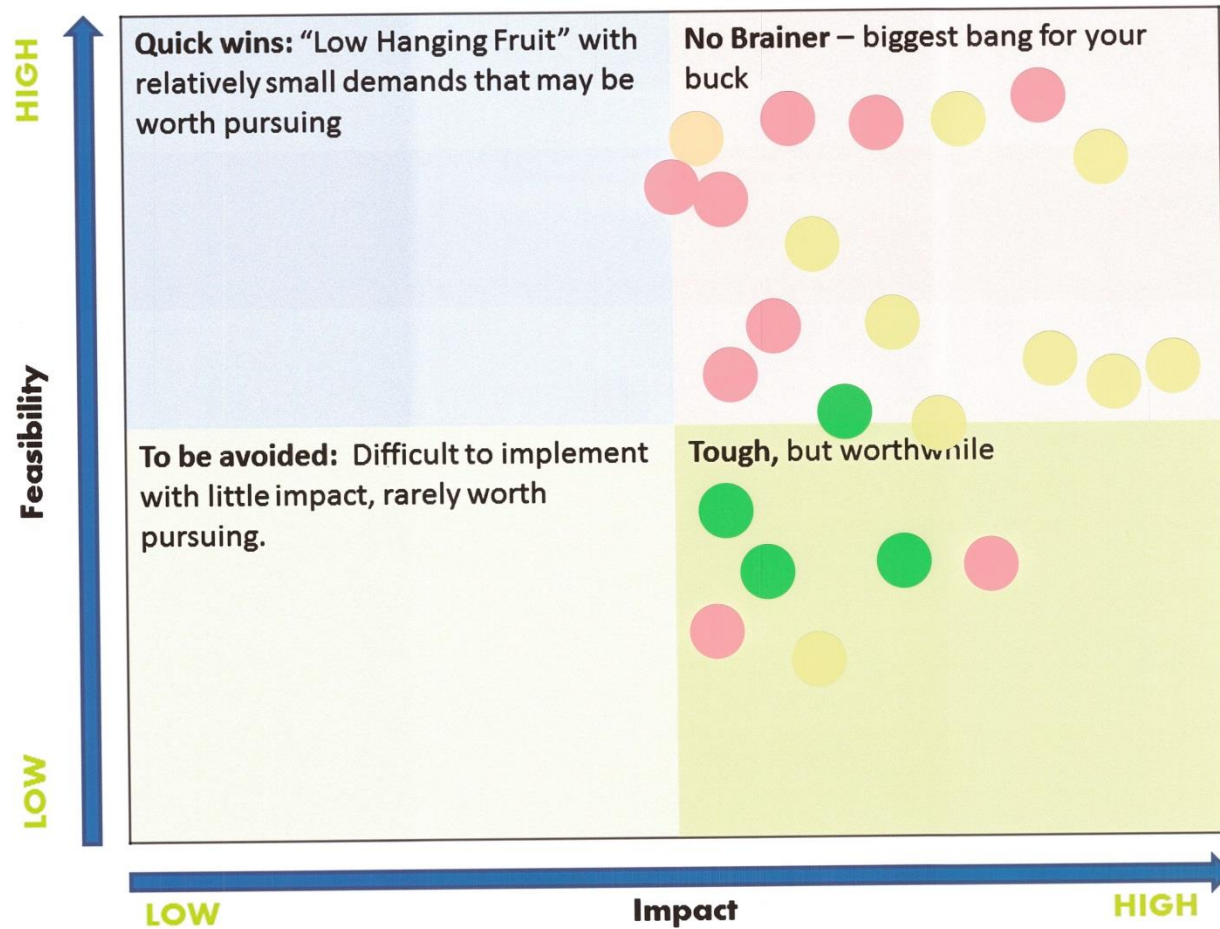 HIGH
Quick wins: “Low Hanging Fruit” with
relatively small demands that may be
worth pursuing
No Brainer – biggest bang for your
buck
Feasibility
To be avoided:  Difficult to implement
with little impact, rarely worth
pursuing.
Tough, but worthwhile
LOW
LOW
Impact
HIGH